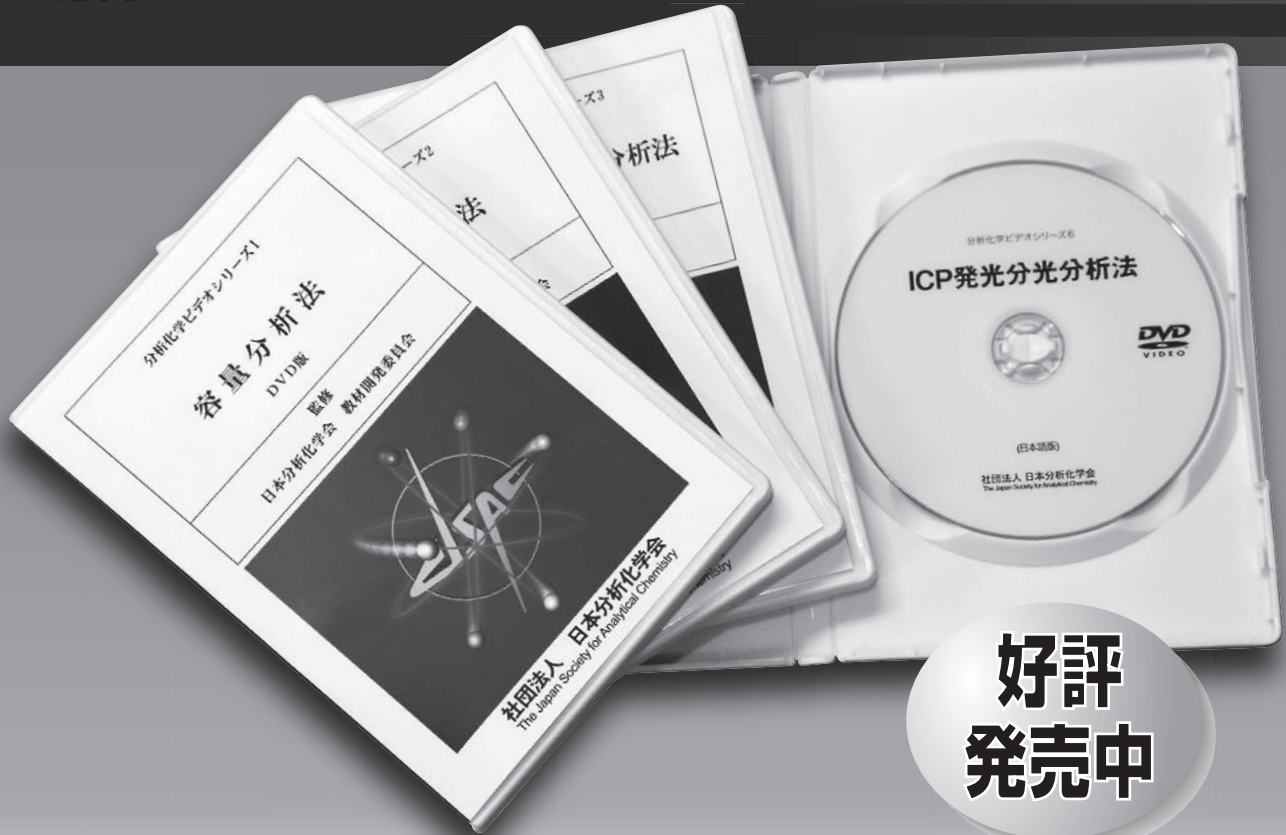 分析化学ビデオシリーズ1
容量分析法
DVD版
監修
日本分析化学会 教材開発委員会
JSAC
社団法人 日本分析化学会
The Japan Society for Analytical Chemistry
ーズ2
法
会
emistry
ーズ3
分析法
分析化学ビデオシリーズ6
ICP発光分光分析法
DVD
VIDEO
(日本語版)
社団法人 日本分析化学会
The Japan Society for Analytical Chemistry
好評
発売中